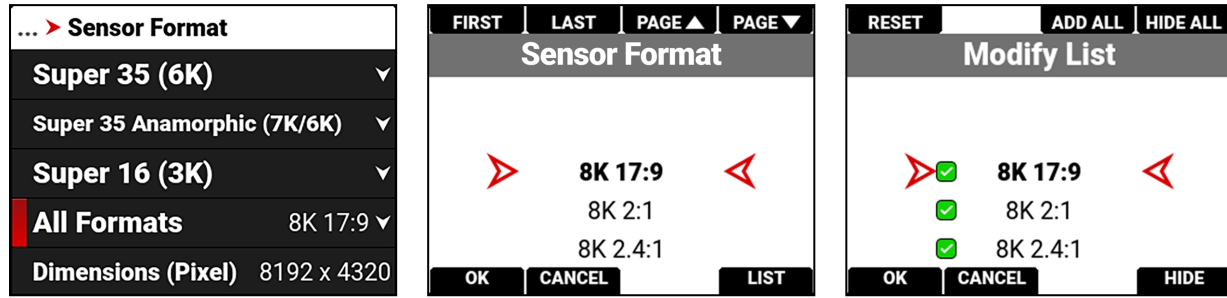 ... Sensor Format
Super 35 (6K)
Super 35 Anamorphic (7K/6K)
Super 16 (3K)
All Formats 8K 17:9
Dimensions (Pixel) 8192 x 4320
FIRST LAST PAGE▲ PAGE▼
Sensor Format
8K 17:9
8K 2:1
8K 2.4:1
OK CANCEL LIST
RESET ADD ALL HIDE ALL
Modify List
8K 17:9
8K 2:1
8K 2.4:1
OK CANCEL HIDE